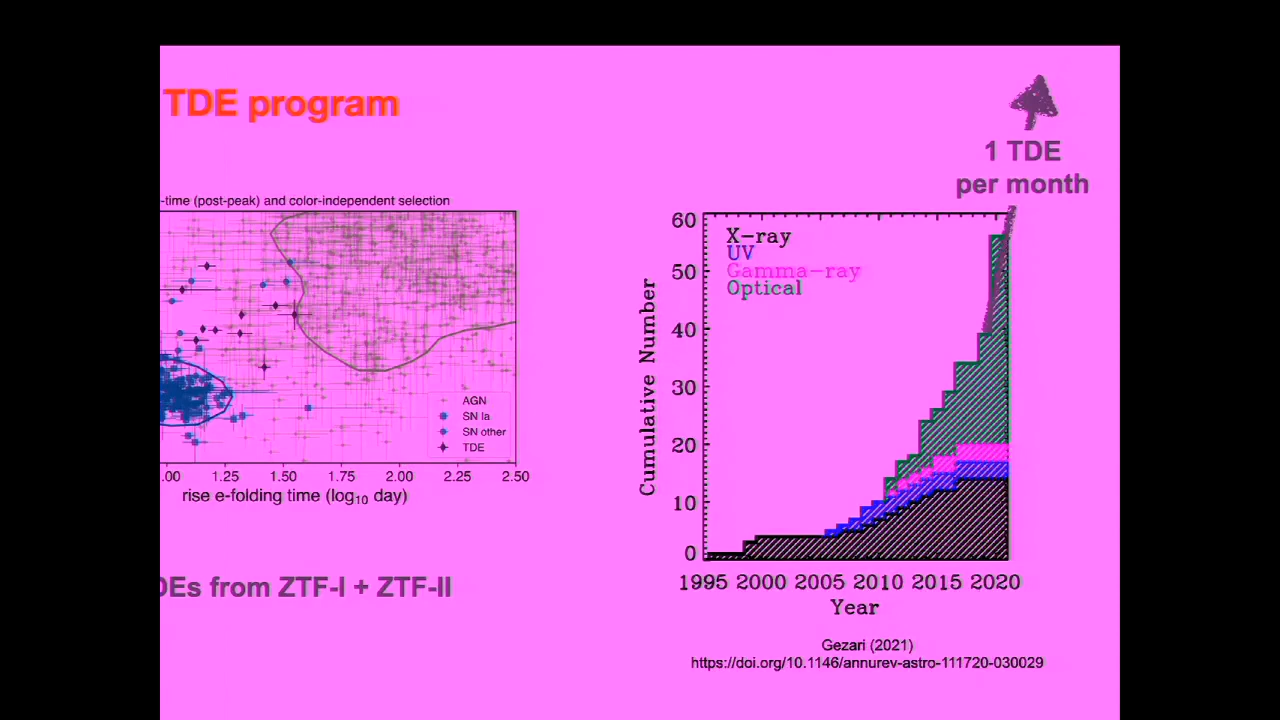 TDE program
1 TDE
per month
-time (post-peak) and color-independent selection
AGN
SN Ia
SN other
TDE
.00 1.25 1.50 1.75 2.00 2.25 2.50
rise e-folding time (log10 day)
DEs from ZTF-I + ZTF-II
X-ray
UV
Gamma-ray
Optical
60
50
40
30
20
10
0
Cumulative Number
1995 2000 2005 2010 2015 2020
Year
Gezari (2021)
https://doi.org/10.1146/annurev-astro-111720-030029